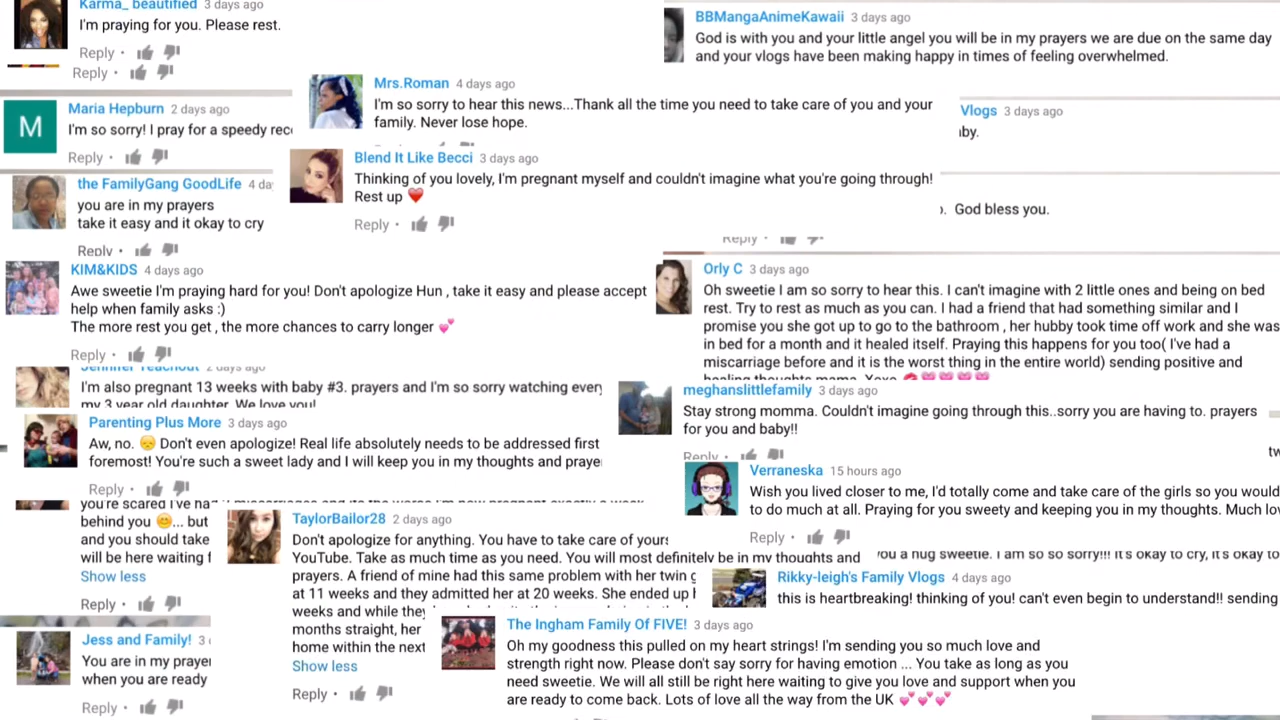 Karma_ beautified 3 days ago
I'm praying for you. Please rest.
Reply •
Reply •
Maria Hepburn 2 days ago
M
I'm so sorry! I pray for a speedy
Reply •
the FamilyGang GoodLife 4
you are in my prayers
take it easy and it okay to cry
Reply •
Mrs.Roman 4 days ago
I'm so sorry to hear this news...Thank all the time you need to take care of you and your
family. Never lose hope.
Blend It Like Becci 3 days ago
Thinking of you lovely, I'm pregnant myself and couldn't imagine what you're going through!
Rest up ❤️
Reply •
BBMangaAnimeKawaii 3 days ago
God is with you and your little angel you will be in my prayers we are due on the same day
and your vlogs have been making happy in times of feeling overwhelmed.
Vlogs 3 days ago
God bless you.
Reply •
KIM&KIDS 4 days ago
Awe sweetie I'm praying hard for you! Don't apologize Hun , take it easy and please accept
help when family asks :)
The more rest you get , the more chances to carry longer 💕
Reply •
Orly C 3 days ago
Oh sweetie I am so sorry to hear this. I can't imagine with 2 little ones and being on bed
rest. Try to rest as much as you can. I had a friend that had something similar and I
promise you she got up to go to the bathroom , her hubby took time off work and she was
in bed for a month and it healed itself. Praying this happens for you too( I've had a
miscarriage before and it is the worst thing in the entire world) sending positive and
healing thoughts mama. Xoxo 💋💗💗💗💗
Jennifer Teachout 2 days ago
I'm also pregnant 13 weeks with baby #3. prayers and I'm so sorry watching
my 3 year old daughter. We love you!
meghanslittlefamily 3 days ago
Stay strong momma. Couldn't imagine going through this..sorry you are having to. prayers
for you and baby!!
Reply •
Parenting Plus More 3 days ago
Aw, no. 😞 Don't even apologize! Real life absolutely needs to be addressed first
foremost! You're such a sweet lady and I will keep you in my thoughts and
Reply •
Verraneska 15 hours ago
Wish you lived closer to me, I'd totally come and take care of the girls so you would
to do much at all. Praying for you sweety and keeping you in my thoughts. Much
Reply •
you're scared I've had
behind you 😊... but
and you should take
will be here waiting
Show less
Reply •
TaylorBailor28 2 days ago
Don't apologize for anything. You have to take care of
YouTube. Take as much time as you need. You will most definitely be in my thoughts and
prayers. A friend of mine had this same problem with her twin
at 11 weeks and they admitted her at 20 weeks. She ended up
weeks and while they
months straight, her
home within the next
Show less
Reply •
you a hug sweetie. I am so so sorry!!! It's okay to cry, it's okay to
Rikky-leigh's Family Vlogs 4 days ago
this is heartbreaking! thinking of you! can't even begin to understand!! sending
The Ingham Family Of FIVE! 3 days ago
Oh my goodness this pulled on my heart strings! I'm sending you so much love and
strength right now. Please don't say sorry for having emotion ... You take as long as you
need sweetie. We will all still be right here waiting to give you love and support when you
are ready to come back. Lots of love all the way from the UK 💕💕💕
Jess and Family! 3
You are in my
when you are ready
Reply •